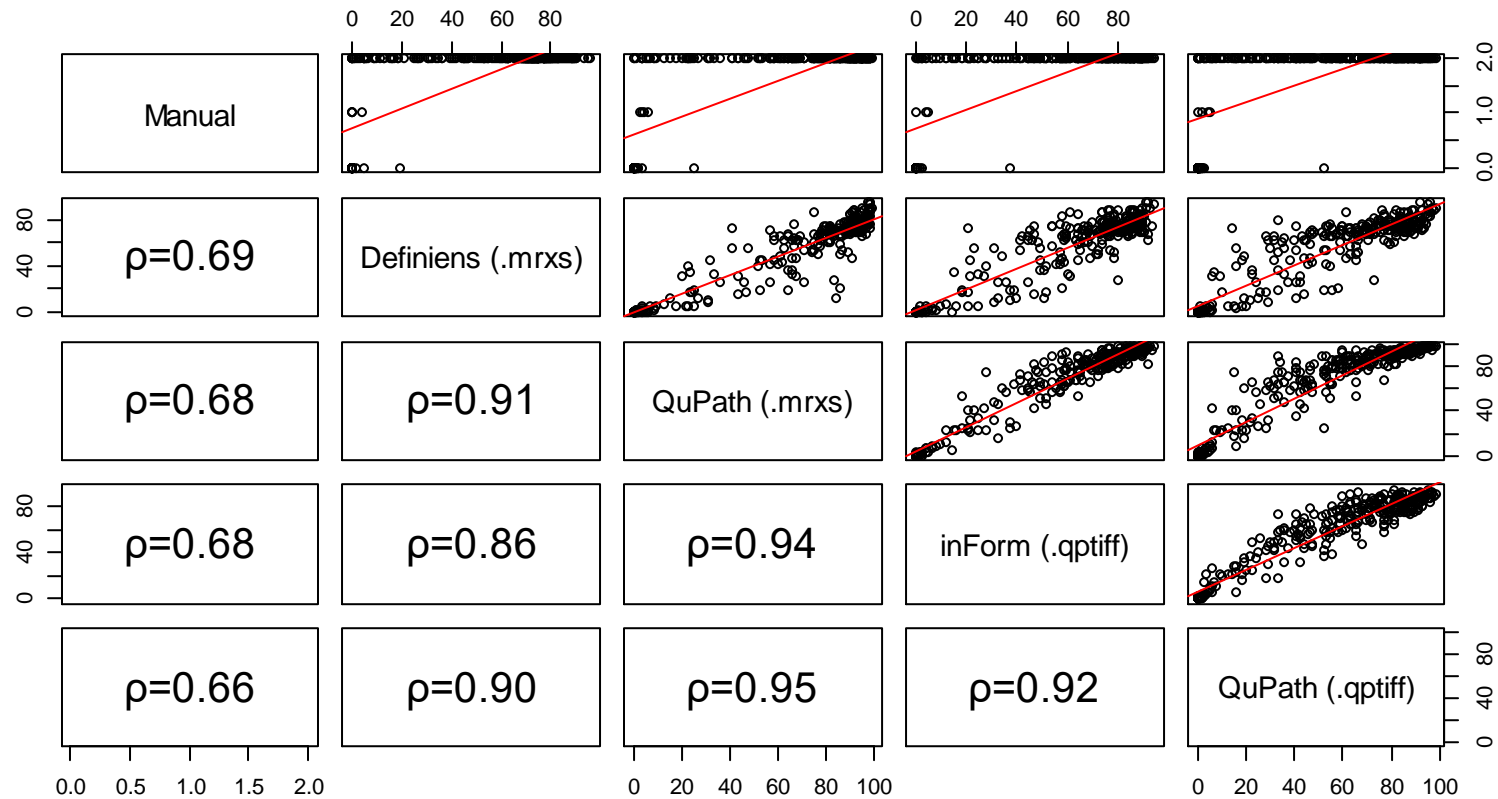 0 20 40 60 80 0 20 40 60 80
Manual
0.0 1.0 2.0
0 40 80
ρ=0.69 Definiens (.mrxs)
ρ=0.68 ρ=0.91 QuPath (.mrxs)
0 40 80
0 40 80
ρ=0.68 ρ=0.86 ρ=0.94 inForm (.qptiff)
ρ=0.66 ρ=0.90 ρ=0.95 ρ=0.92 QuPath (.qptiff)
0 40 80
0.0 0.5 1.0 1.5 2.0 0 20 40 60 80 100 0 20 40 60 80 100